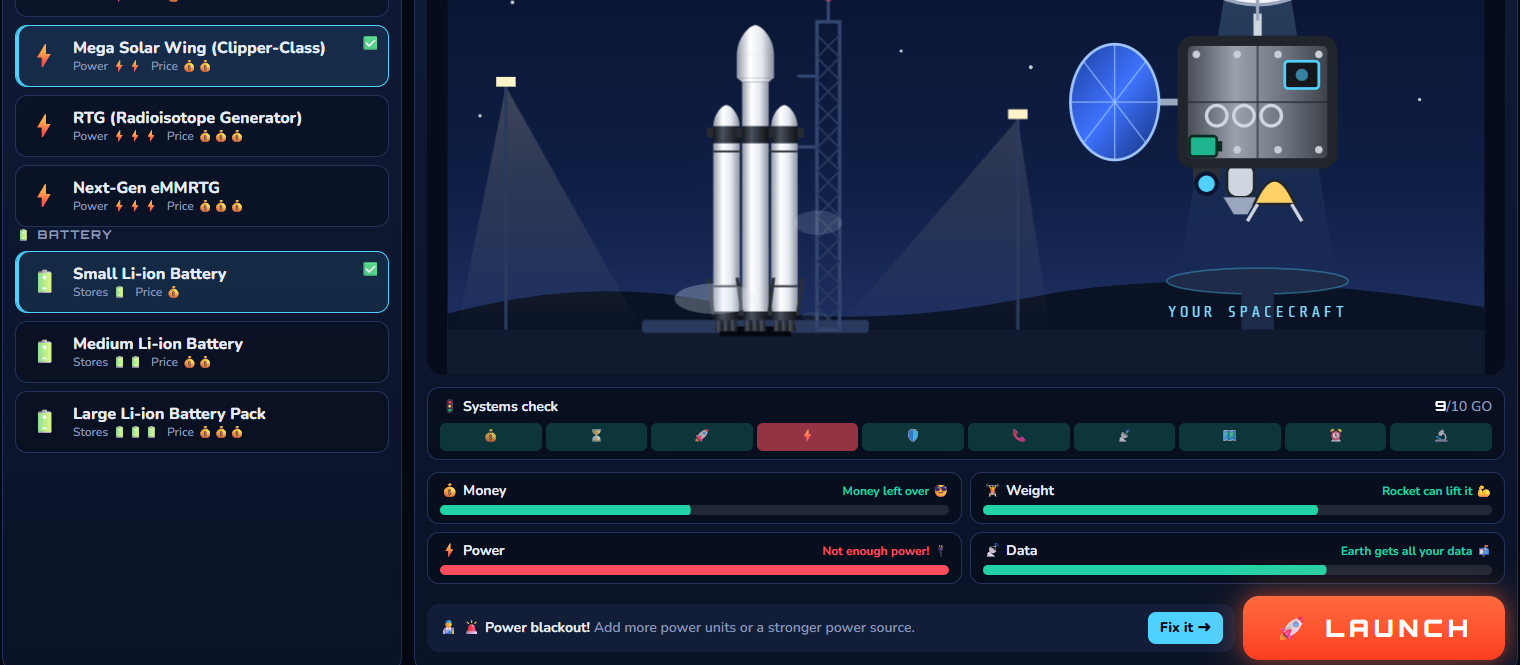 Mega Solar Wing (Clipper-Class)
Power Price
RTG (Radioisotope Generator)
Power Price
Next-Gen eMMRTG
Power Price
BATTERY
Small Li-ion Battery
Stores Price
Medium Li-ion Battery
Stores Price
Large Li-ion Battery Pack
Stores Price
YOUR SPACECRAFT
Systems check
9/10 GO
Money
Money left over
Weight
Rocket can lift it
Power
Not enough power!
Data
Earth gets all your data
Power blackout! Add more power units or a stronger power source.
Fix it →
LAUNCH